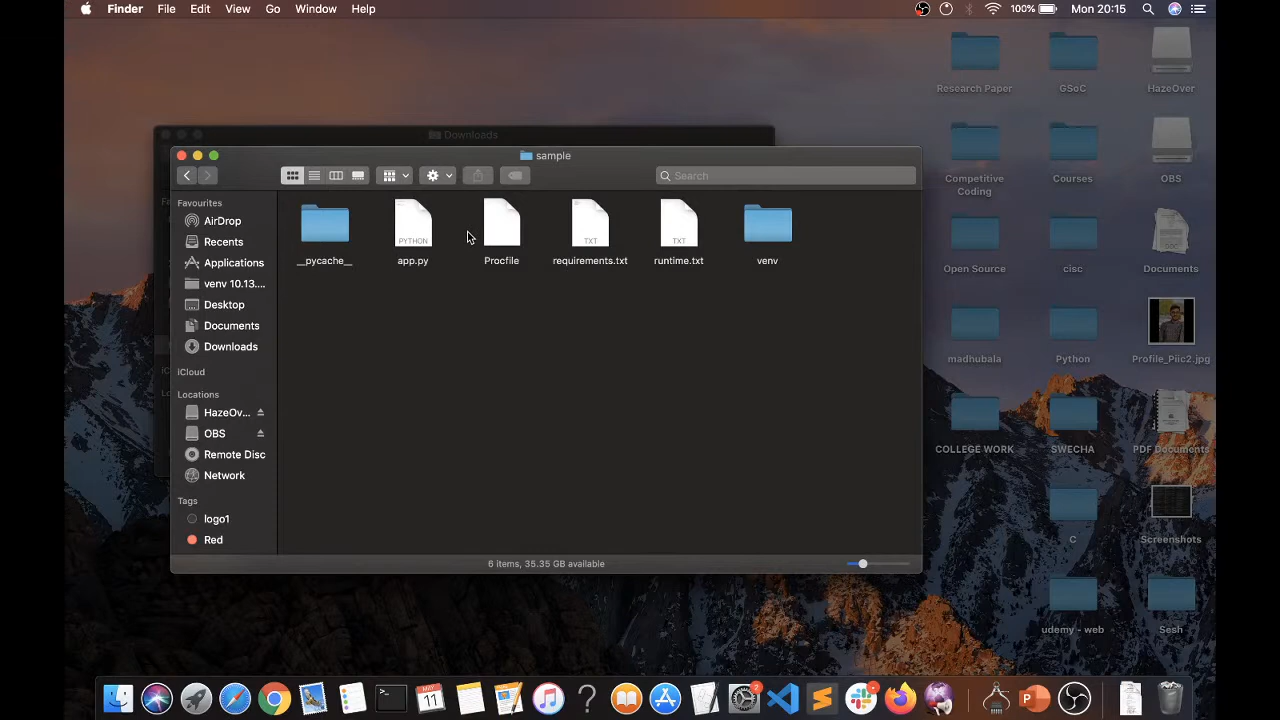 Finder File Edit View Go Window Help
100% Mon 20:15
Downloads
sample
Search
Favourites
AirDrop
Recents
Applications
venv 10.13....
Desktop
Documents
Downloads
iCloud
Locations
HazeOv...
OBS
Remote Disc
Network
Tags
logo1
Red
PYTHON
TXT
TXT
__pycache__
app.py
Procfile
requirements.txt
runtime.txt
venv
6 items, 35.35 GB available
Research Paper
GSoC
HazeOver
Competitive
Coding
Courses
OBS
Open Source
cisc
Documents
madhubala
Python
Profile_Piic2.jpg
COLLEGE WORK
SWECHA
PDF Documents
C
Screenshots
udemy - web
Sesh
11
2